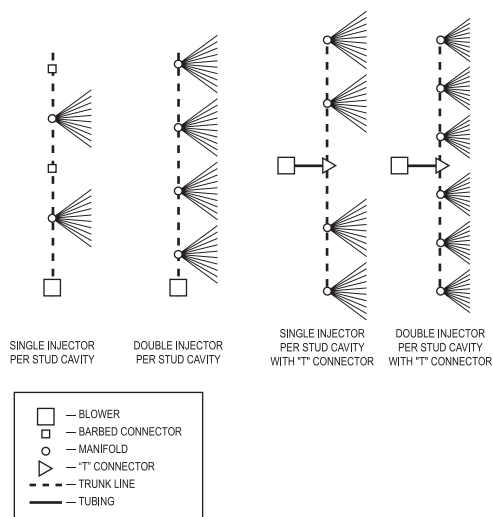 SINGLE INJECTOR
PER STUD CAVITY
DOUBLE INJECTOR
PER STUD CAVITY
SINGLE INJECTOR
PER STUD CAVITY
WITH "T" CONNECTOR
DOUBLE INJECTOR
PER STUD CAVITY
WITH "T" CONNECTOR
— BLOWER
— BARBED CONNECTOR
— MANIFOLD
— "T" CONNECTOR
— TRUNK LINE
— TUBING